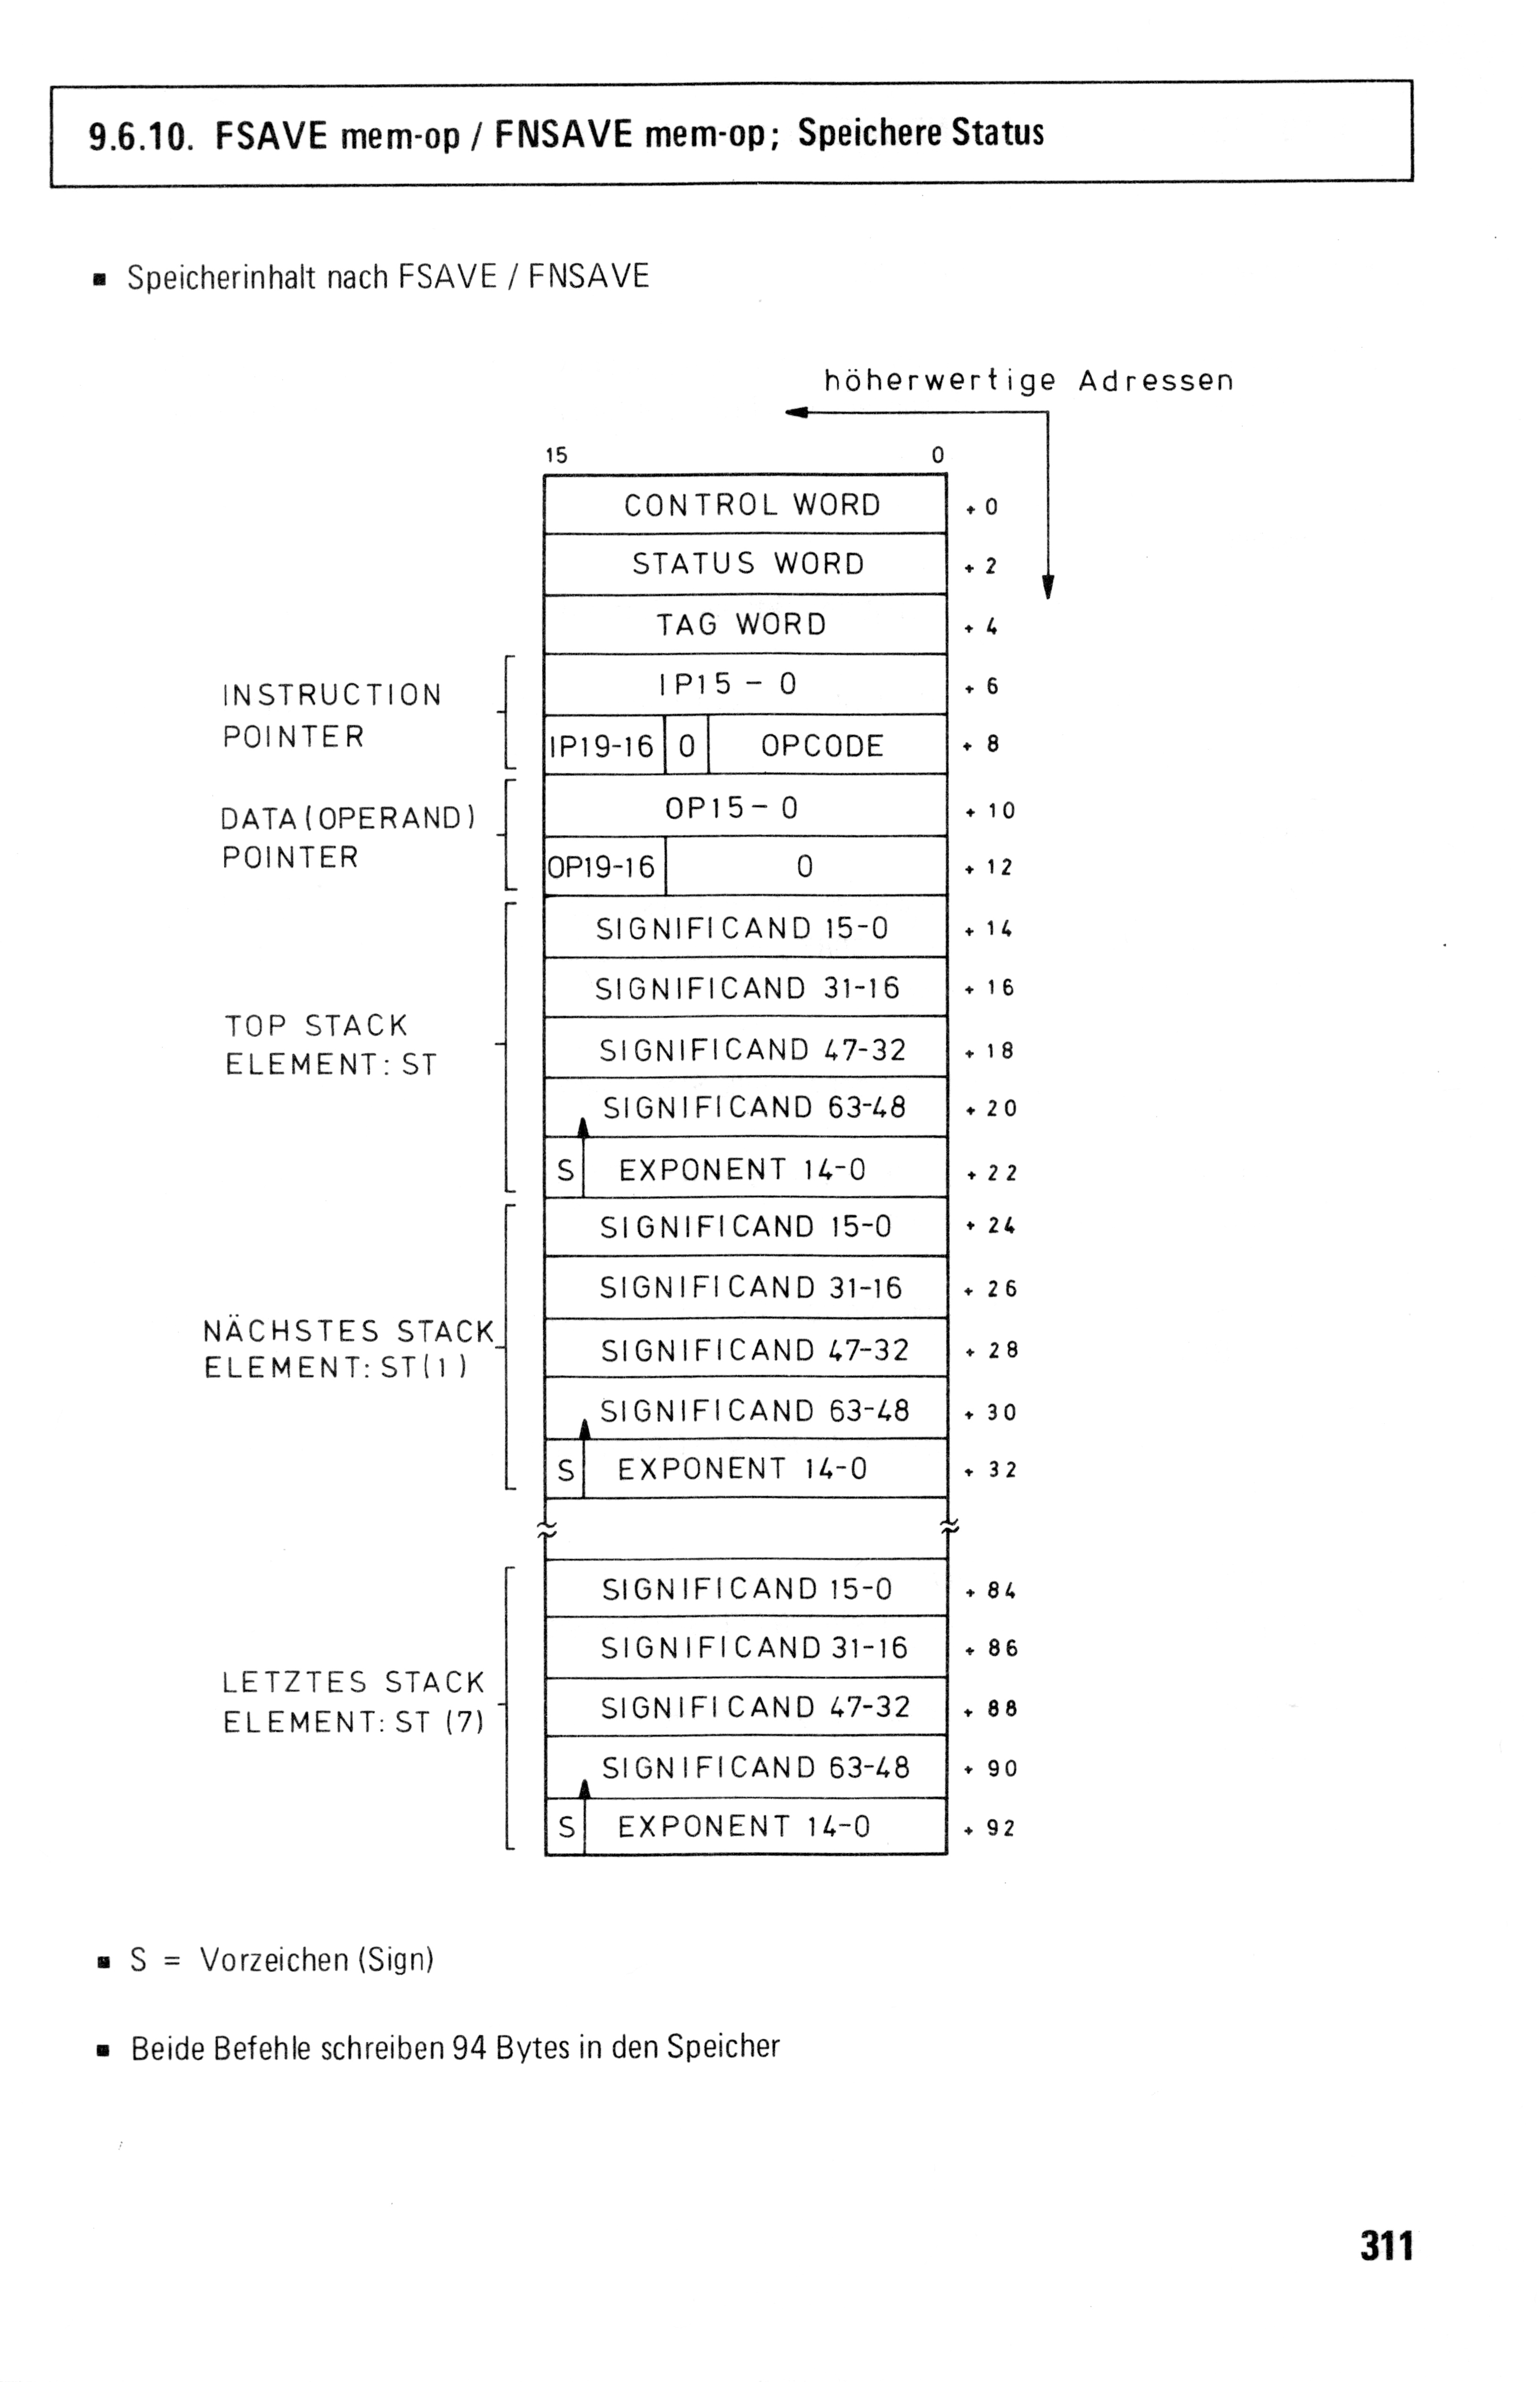 9.6.10. FSAVE mem-op / FNSAVE mem-op; Speichere Status
▪ Speicherinhalt nach FSAVE / FNSAVE
höherwertige Adressen
15 0
CONTROL WORD + 0
STATUS WORD + 2
TAG WORD + 4
INSTRUCTION
POINTER
IP15 – 0 + 6
IP19-16 0 OPCODE + 8
DATA (OPERAND)
POINTER
OP15 – 0 + 10
OP19-16 0 + 12
TOP STACK
ELEMENT: ST
SIGNIFICAND 15-0 + 14
SIGNIFICAND 31-16 + 16
SIGNIFICAND 47-32 + 18
SIGNIFICAND 63-48 + 20
S EXPONENT 14-0 + 22
NÄCHSTES STACK
ELEMENT: ST(1)
SIGNIFICAND 15-0 + 24
SIGNIFICAND 31-16 + 26
SIGNIFICAND 47-32 + 28
SIGNIFICAND 63-48 + 30
S EXPONENT 14-0 + 32
LETZTES STACK
ELEMENT: ST (7)
SIGNIFICAND 15-0 + 84
SIGNIFICAND 31-16 + 86
SIGNIFICAND 47-32 + 88
SIGNIFICAND 63-48 + 90
S EXPONENT 14-0 + 92
▪ S = Vorzeichen (Sign)
▪ Beide Befehle schreiben 94 Bytes in den Speicher
311